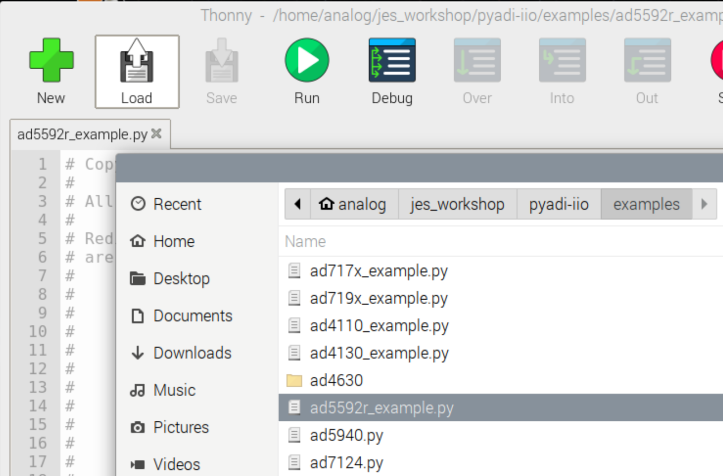 Thonny - /home/analog/jes_workshop/pyadi-iio/examples/ad5592r_examp
New Load Save Run Debug Over Into Out
ad5592r_example.py
1 # Cop
2 #
3 # All
4 #
5 # Red
6 # are
7 #
8 #
9 #
10 #
11 #
12 #
13 #
14 #
15 #
16 #
17 #
analog jes_workshop pyadi-iio examples
Recent
Home
Desktop
Documents
Downloads
Music
Pictures
Videos
Name
ad717x_example.py
ad719x_example.py
ad4110_example.py
ad4130_example.py
ad4630
ad5592r_example.py
ad5940.py
ad7124.py